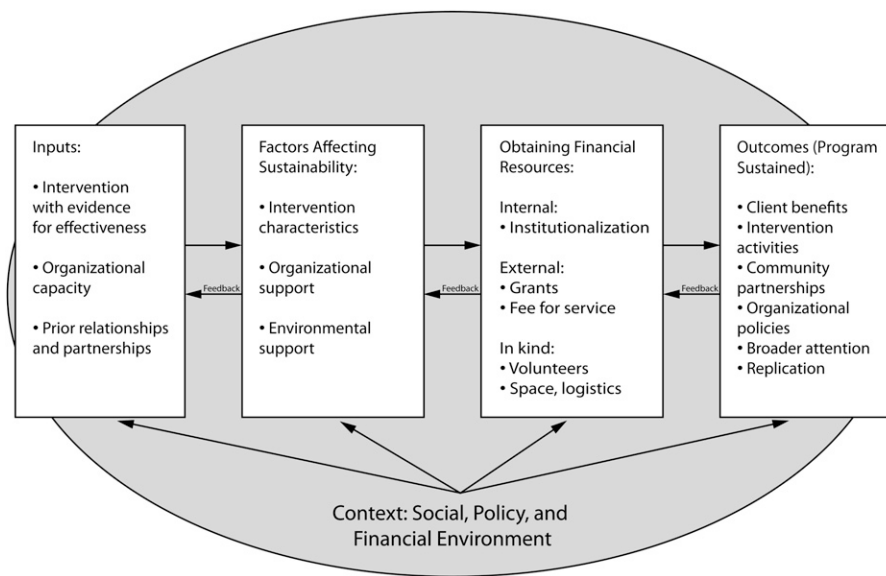 Inputs:
• Intervention
with evidence
for effectiveness
• Organizational
capacity
• Prior relationships
and partnerships
Feedback
Factors Affecting
Sustainability:
• Intervention
characteristics
• Organizational
support
• Environmental
support
Feedback
Obtaining Financial
Resources:
Internal:
• Institutionalization
External:
• Grants
• Fee for service
In kind:
• Volunteers
• Space, logistics
Feedback
Outcomes (Program
Sustained):
• Client benefits
• Intervention
activities
• Community
partnerships
• Organizational
policies
• Broader attention
• Replication
Context: Social, Policy, and
Financial Environment